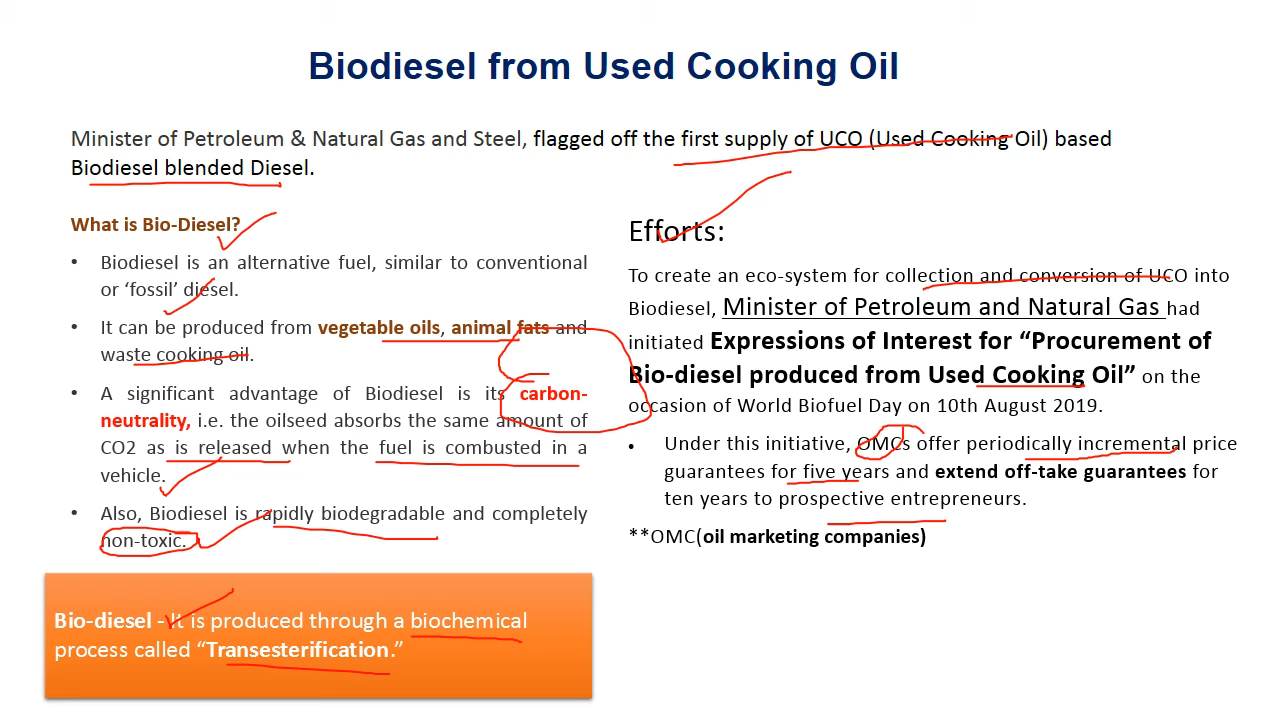 Biodiesel from Used Cooking Oil
Minister of Petroleum & Natural Gas and Steel, flagged off the first supply of UCO (Used Cooking Oil) based
Biodiesel blended Diesel.
What is Bio-Diesel?
• Biodiesel is an alternative fuel, similar to conventional
or ‘fossil’ diesel.
• It can be produced from vegetable oils, animal fats and
waste cooking oil.
• A significant advantage of Biodiesel is its carbon-
neutrality, i.e. the oilseed absorbs the same amount of
CO2 as is released when the fuel is combusted in a
vehicle.
• Also, Biodiesel is rapidly biodegradable and completely
non-toxic.
Bio-diesel - It is produced through a biochemical
process called “Transesterification.”
Efforts:
To create an eco-system for collection and conversion of UCO into
Biodiesel, Minister of Petroleum and Natural Gas had
initiated Expressions of Interest for “Procurement of
Bio-diesel produced from Used Cooking Oil” on the
occasion of World Biofuel Day on 10th August 2019.
• Under this initiative, OMCs offer periodically incremental price
guarantees for five years and extend off-take guarantees for
ten years to prospective entrepreneurs.
**OMC(oil marketing companies)